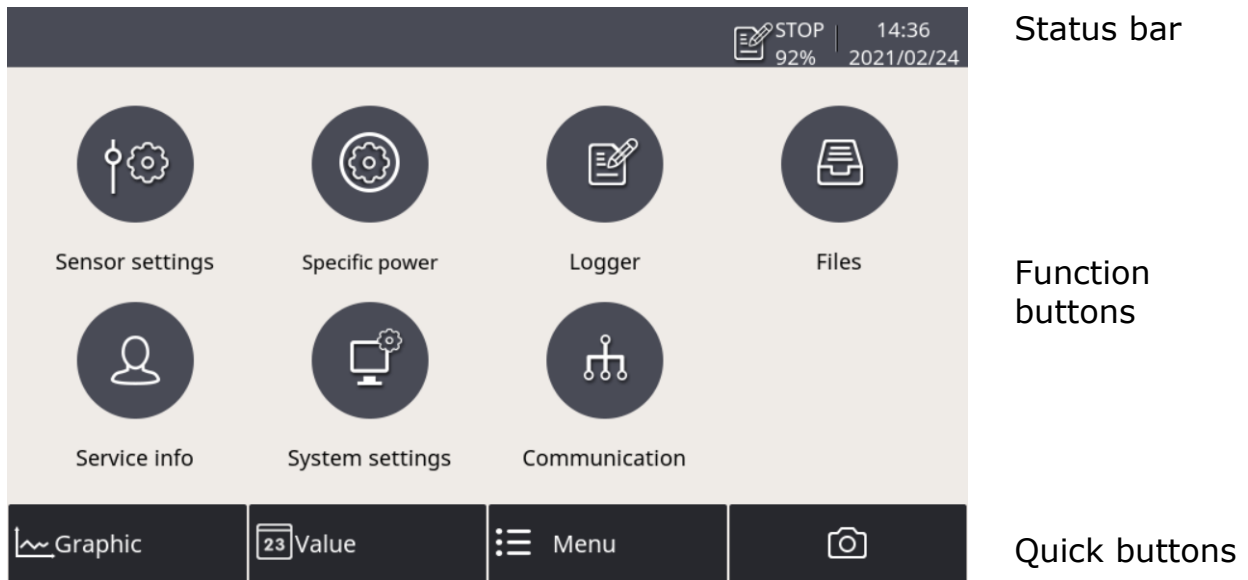 STOP 14:36 Status bar
92% 2021/02/24
Sensor settings Specific power Logger Files
Function
buttons
Service info System settings Communication
Graphic 23 Value Menu Quick buttons